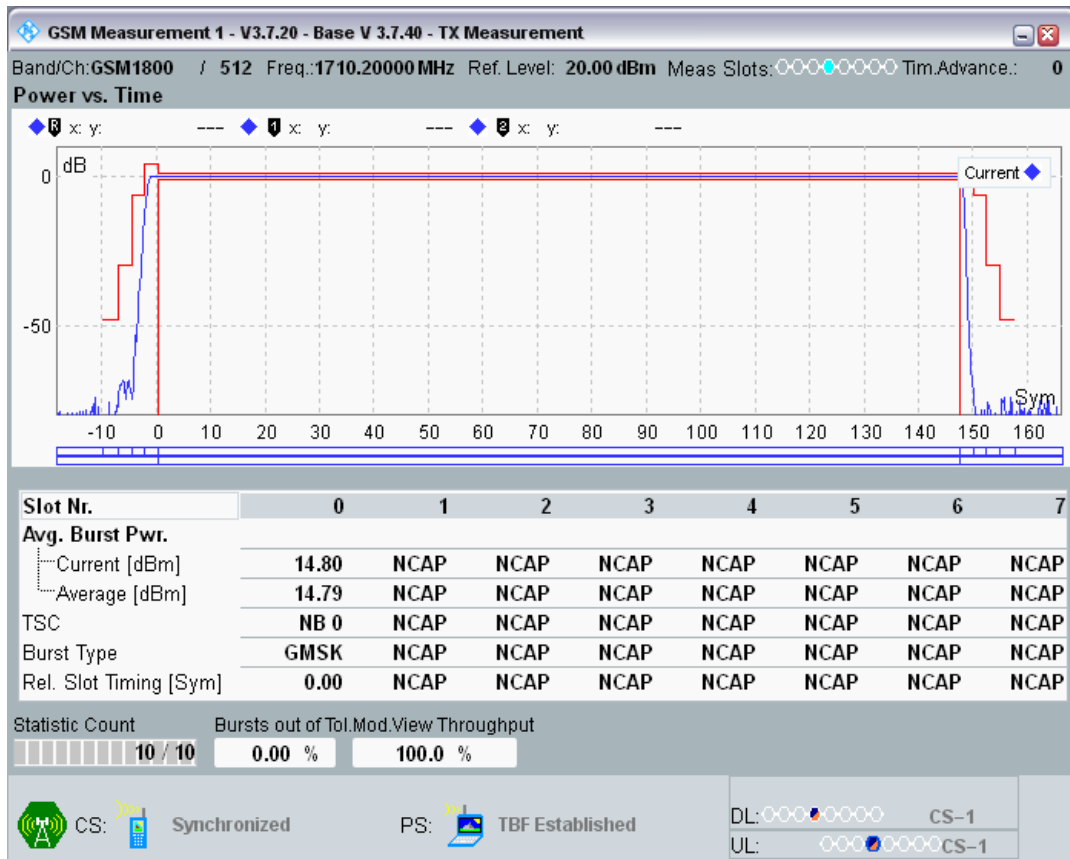 GSM Measurement 1 - V3.7.20 - Base V 3.7.40 - TX Measurement
Band/Ch:GSM1800 / 512 Freq.:1710.20000 MHz Ref. Level: 20.00 dBm Meas Slots: Tim.Advance.: 0
Power vs. Time
R x: y: --- 1 x: y: --- 2 x: y: ---
dB
Current
0
-50
Sym
-10 0 10 20 30 40 50 60 70 80 90 100 110 120 130 140 150 160
Slot Nr. 0 1 2 3 4 5 6 7
Avg. Burst Pwr.
Current [dBm] 14.80 NCAP NCAP NCAP NCAP NCAP NCAP NCAP
Average [dBm] 14.79 NCAP NCAP NCAP NCAP NCAP NCAP NCAP
TSC NB 0 NCAP NCAP NCAP NCAP NCAP NCAP NCAP
Burst Type GMSK NCAP NCAP NCAP NCAP NCAP NCAP NCAP
Rel. Slot Timing [Sym] 0.00 NCAP NCAP NCAP NCAP NCAP NCAP NCAP
Statistic Count Bursts out of Tol.Mod.View Throughput
10 / 10 0.00 % 100.0 %
CS: Synchronized PS: TBF Established
DL: CS-1
UL: CS-1